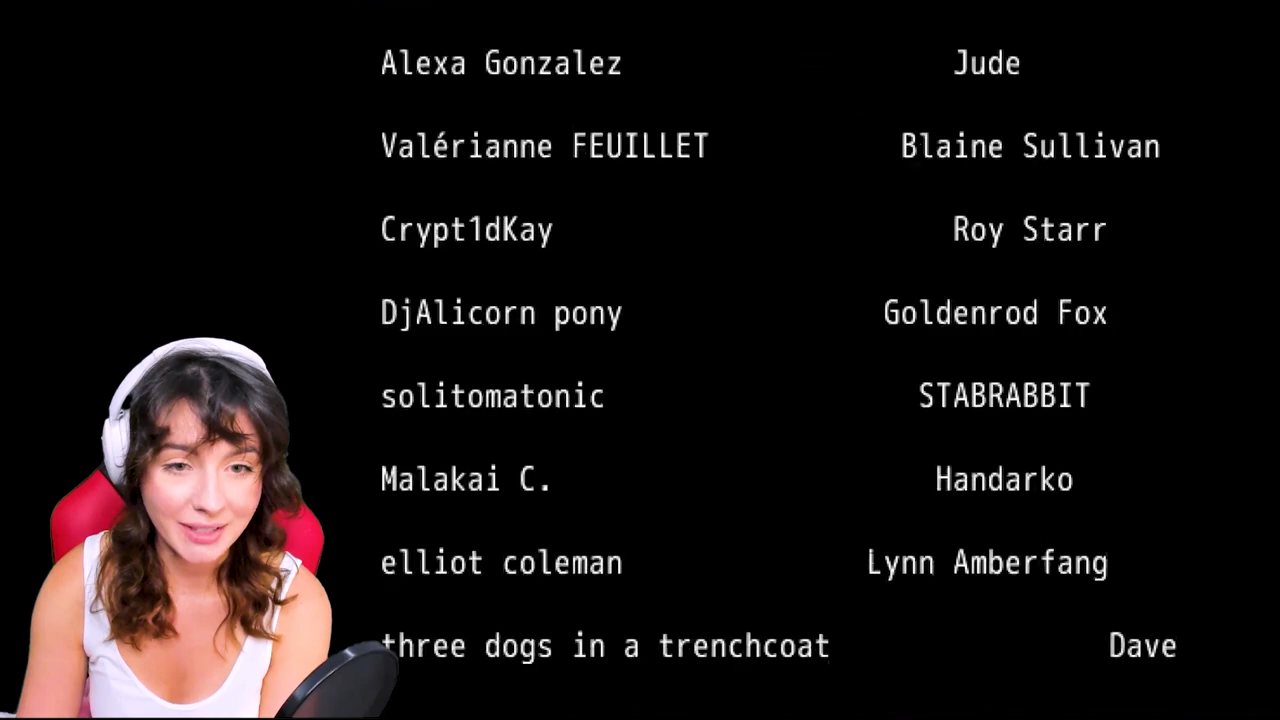 Alexa Gonzalez Jude
Valérianne FEUILLET Blaine Sullivan
Crypt1dKay Roy Starr
DjAlicorn pony Goldenrod Fox
solitomatonic STABRABBIT
Malakai C. Handarko
elliot coleman Lynn Amberfang
three dogs in a trenchcoat Dave